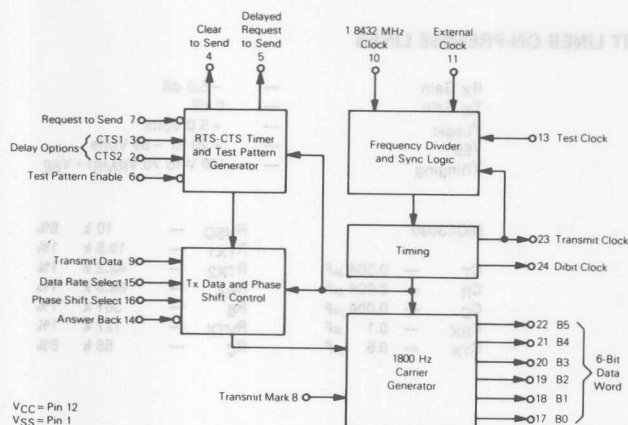 Clear
to Send
4
Delayed
Request
to Send
5
1 8432 MHz
Clock
10
External
Clock
11
Request to Send 7
Delay Options
CTS1 3
CTS2 2
Test Pattern Enable 6
RTS-CTS Timer
and Test Pattern
Generator
Frequency Divider
and Sync Logic
13 Test Clock
Timing
23 Transmit Clock
24 Dibit Clock
Transmit Data 9
Data Rate Select 15
Phase Shift Select 16
Answer Back 14
Tx Data and Phase
Shift Control
1800 Hz
Carrier
Generator
Transmit Mark 8
22 B5
21 B4
20 B3
19 B2
18 B1
17 B0
6-Bit
Data
Word
VCC = Pin 12
VSS = Pin 1